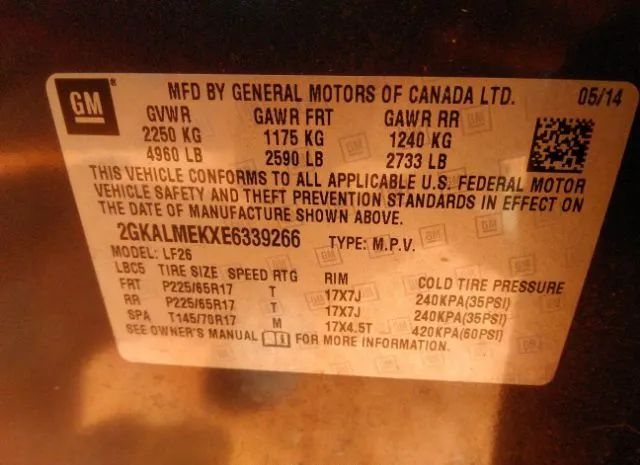 GM
MFD BY GENERAL MOTORS OF CANADA LTD. 05/14
GVWR GAWR FRT GAWR RR
2250 KG 1175 KG 1240 KG
4960 LB 2590 LB 2733 LB
THIS VEHICLE CONFORMS TO ALL APPLICABLE U.S. FEDERAL MOTOR
VEHICLE SAFETY AND THEFT PREVENTION STANDARDS IN EFFECT ON
THE DATE OF MANUFACTURE SHOWN ABOVE.
2GKALMEKXE6339266 TYPE: M.P.V.
MODEL: LF26
LBC5 TIRE SIZE SPEED RTG RIM COLD TIRE PRESSURE
FRT P225/65R17 T 17X7J 240KPA(35PSI)
RR P225/65R17 T 17X7J 240KPA(35PSI)
SPA T145/70R17 M 17X4.5T 420KPA(60PSI)
SEE OWNER'S MANUAL FOR MORE INFORMATION.